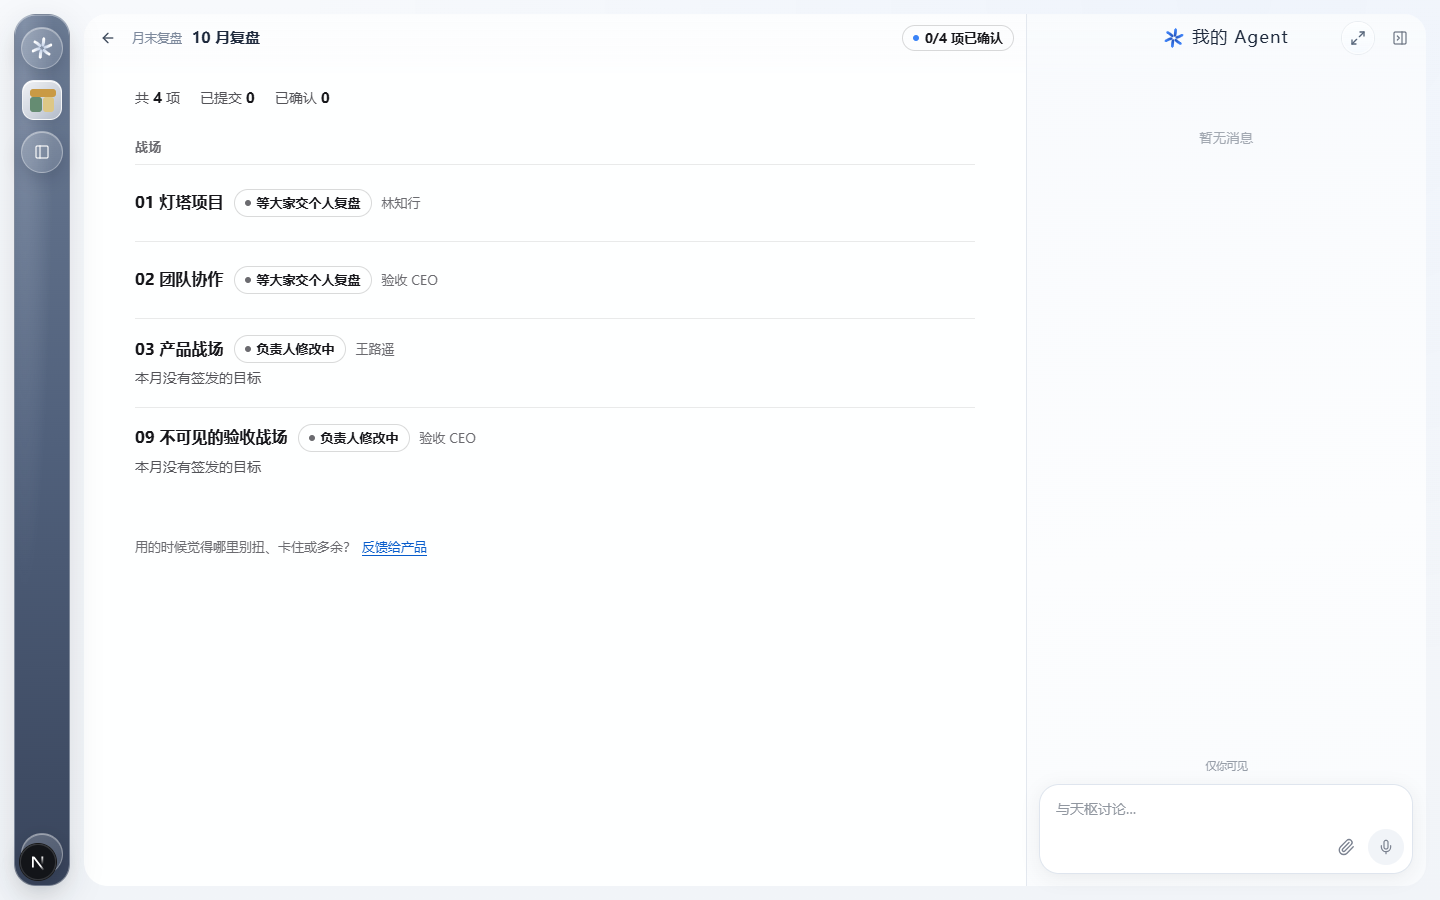 月末复盘 10 月复盘
0/4 项已确认
共 4 项 已提交 0 已确认 0
战场
01 灯塔项目 等大家交个人复盘 林知行
02 团队协作 等大家交个人复盘 验收 CEO
03 产品战场 负责人修改中 王路遥
本月没有签发的目标
09 不可见的验收战场 负责人修改中 验收 CEO
本月没有签发的目标
用的时候觉得哪里别扭、卡住或多余? 反馈给产品
我的 Agent
暂无消息
仅你可见
与天枢讨论...
N